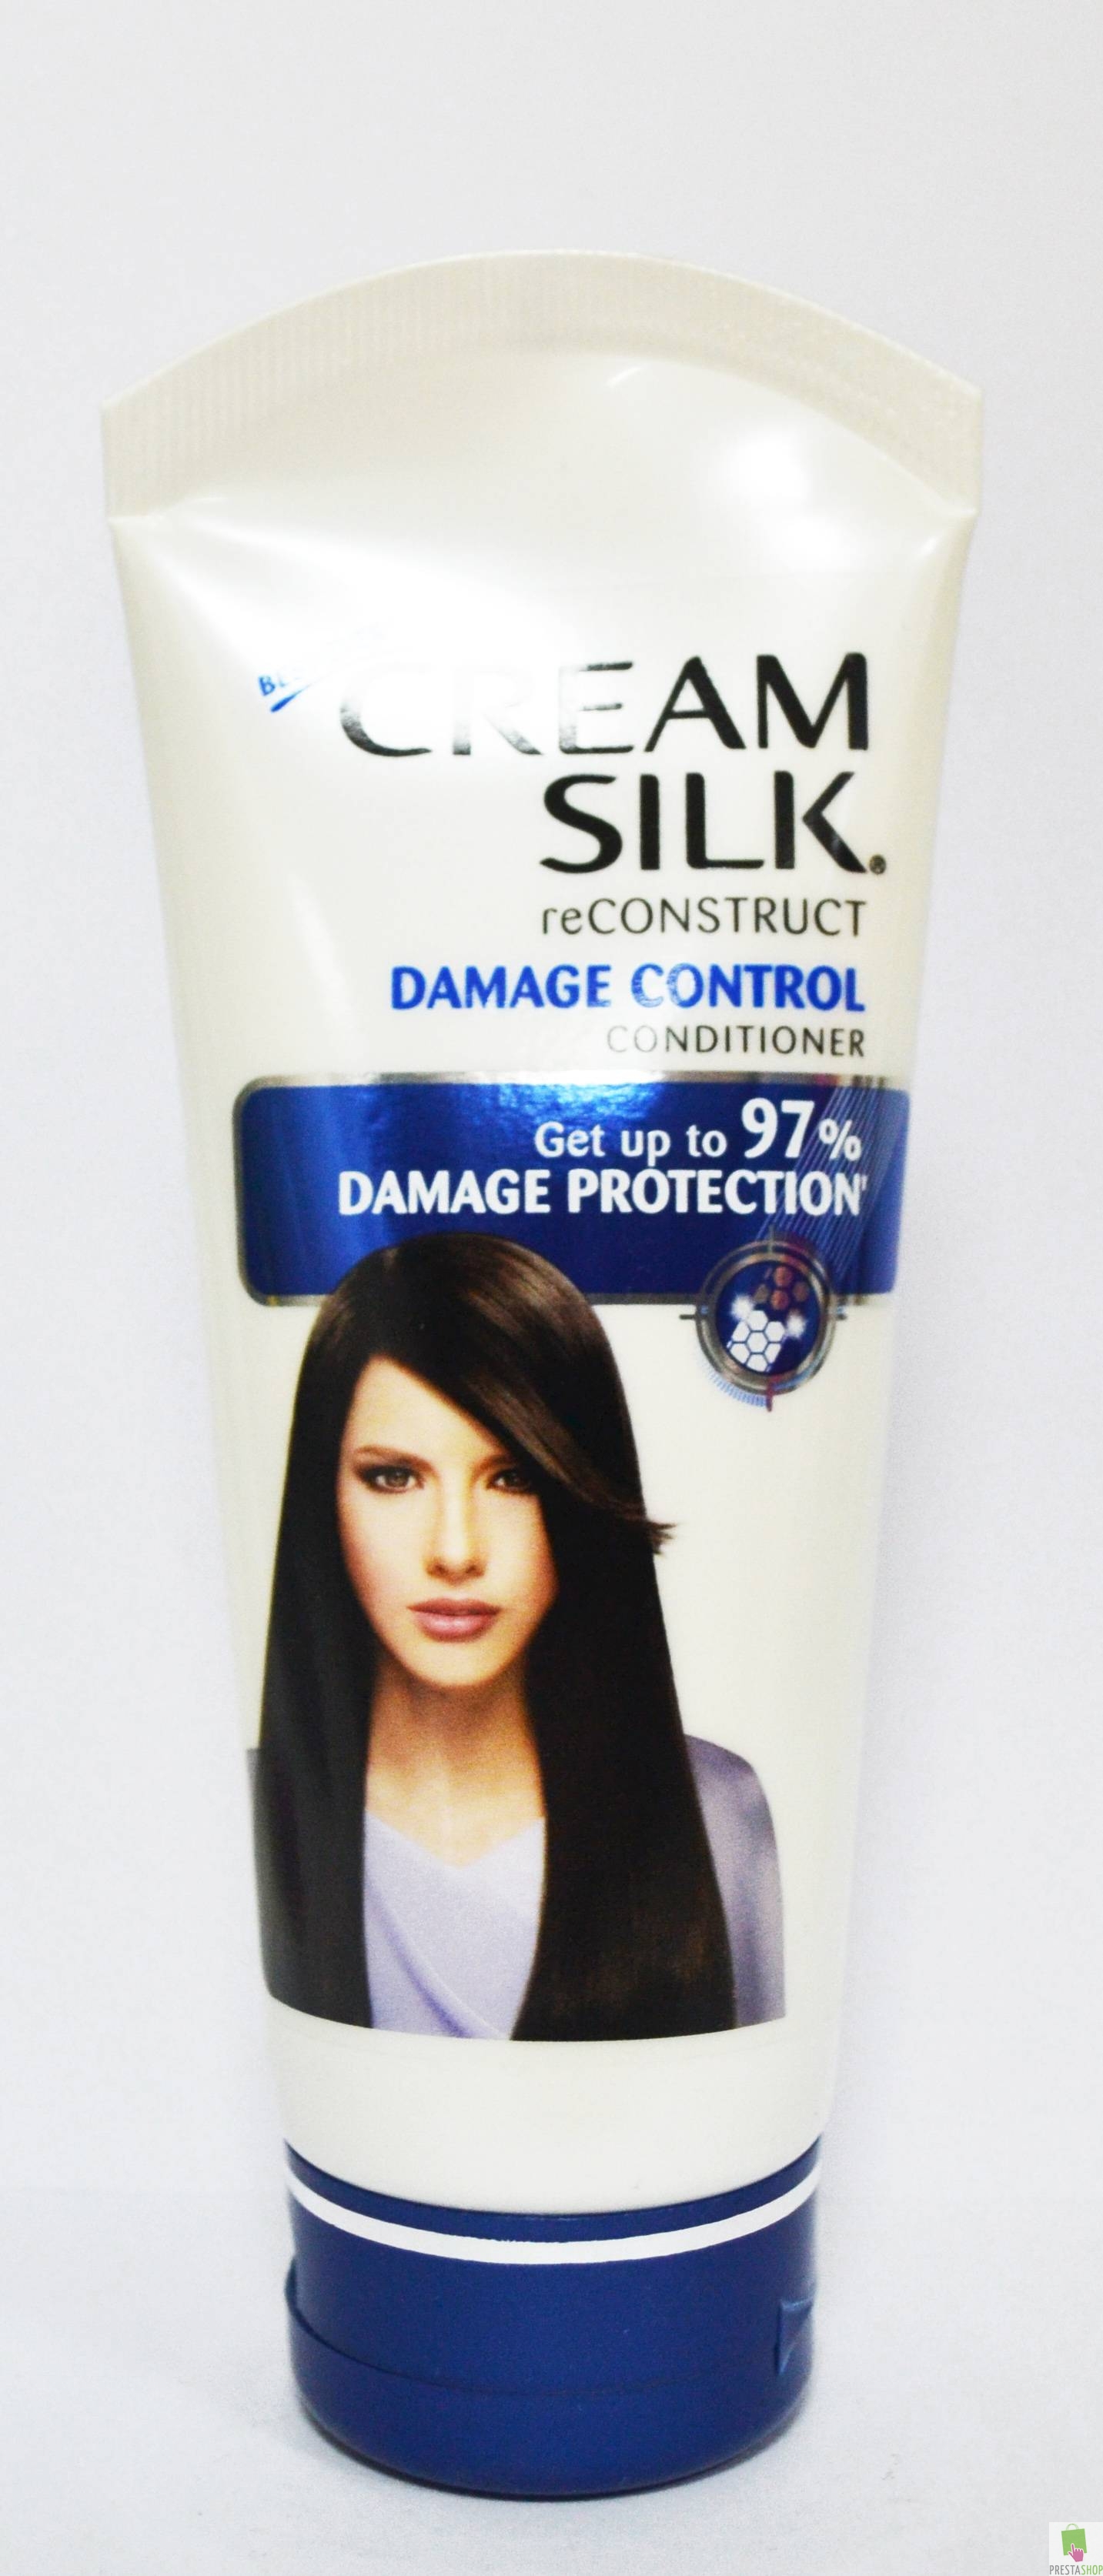 CREAM
SILK®
reCONSTRUCT
DAMAGE CONTROL
CONDITIONER
Get up to 97%
DAMAGE PROTECTION*
PRESTASHOP